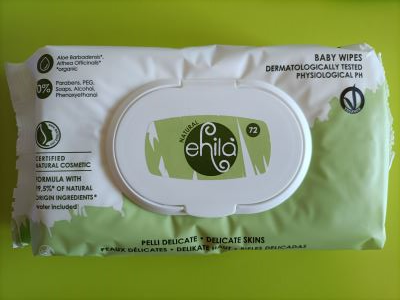 Aloe Barbadensis*,
Althea Officinalis*
*organic
0%
Parabens, PEG,
Soaps, Alcohol,
Phenoxyethanol
CERTIFIED
NATURAL COSMETIC
FORMULA WITH
99,5%* OF NATURAL
ORIGIN INGREDIENTS*
*water included
BABY WIPES
DERMATOLOGICALLY TESTED
PHYSIOLOGICAL PH
NATURAL
ehilà
72
PELLI DELICATE • DELICATE SKINS
PEAUX DÉLICATES • DELIKATE HAUT • PIELES DELICADAS